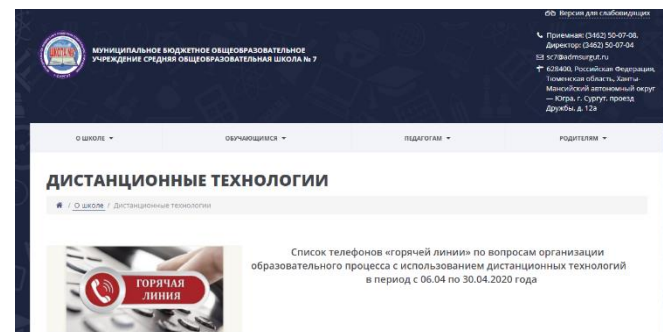 Версия для слабовидящих
МУНИЦИПАЛЬНОЕ БЮДЖЕТНОЕ ОБЩЕОБРАЗОВАТЕЛЬНОЕ
УЧРЕЖДЕНИЕ СРЕДНЯЯ ОБЩЕОБРАЗОВАТЕЛЬНАЯ ШКОЛА № 7
Приемная: (3462) 50-07-08,
Директор: (3462) 50-07-04
sc7@admsurgut.ru
628400, Российская Федерация,
Тюменская область, Ханты-
Мансийский автономный округ
— Югра, г. Сургут, проезд
Дружбы, д. 12а
О ШКОЛЕ
ОБУЧАЮЩИМСЯ
ПЕДАГОГАМ
РОДИТЕЛЯМ
ДИСТАНЦИОННЫЕ ТЕХНОЛОГИИ
/ О школе / Дистанционные технологии
ГОРЯЧАЯ
ЛИНИЯ
Список телефонов «горячей линии» по вопросам организации
образовательного процесса с использованием дистанционных технологий
в период с 06.04 по 30.04.2020 года